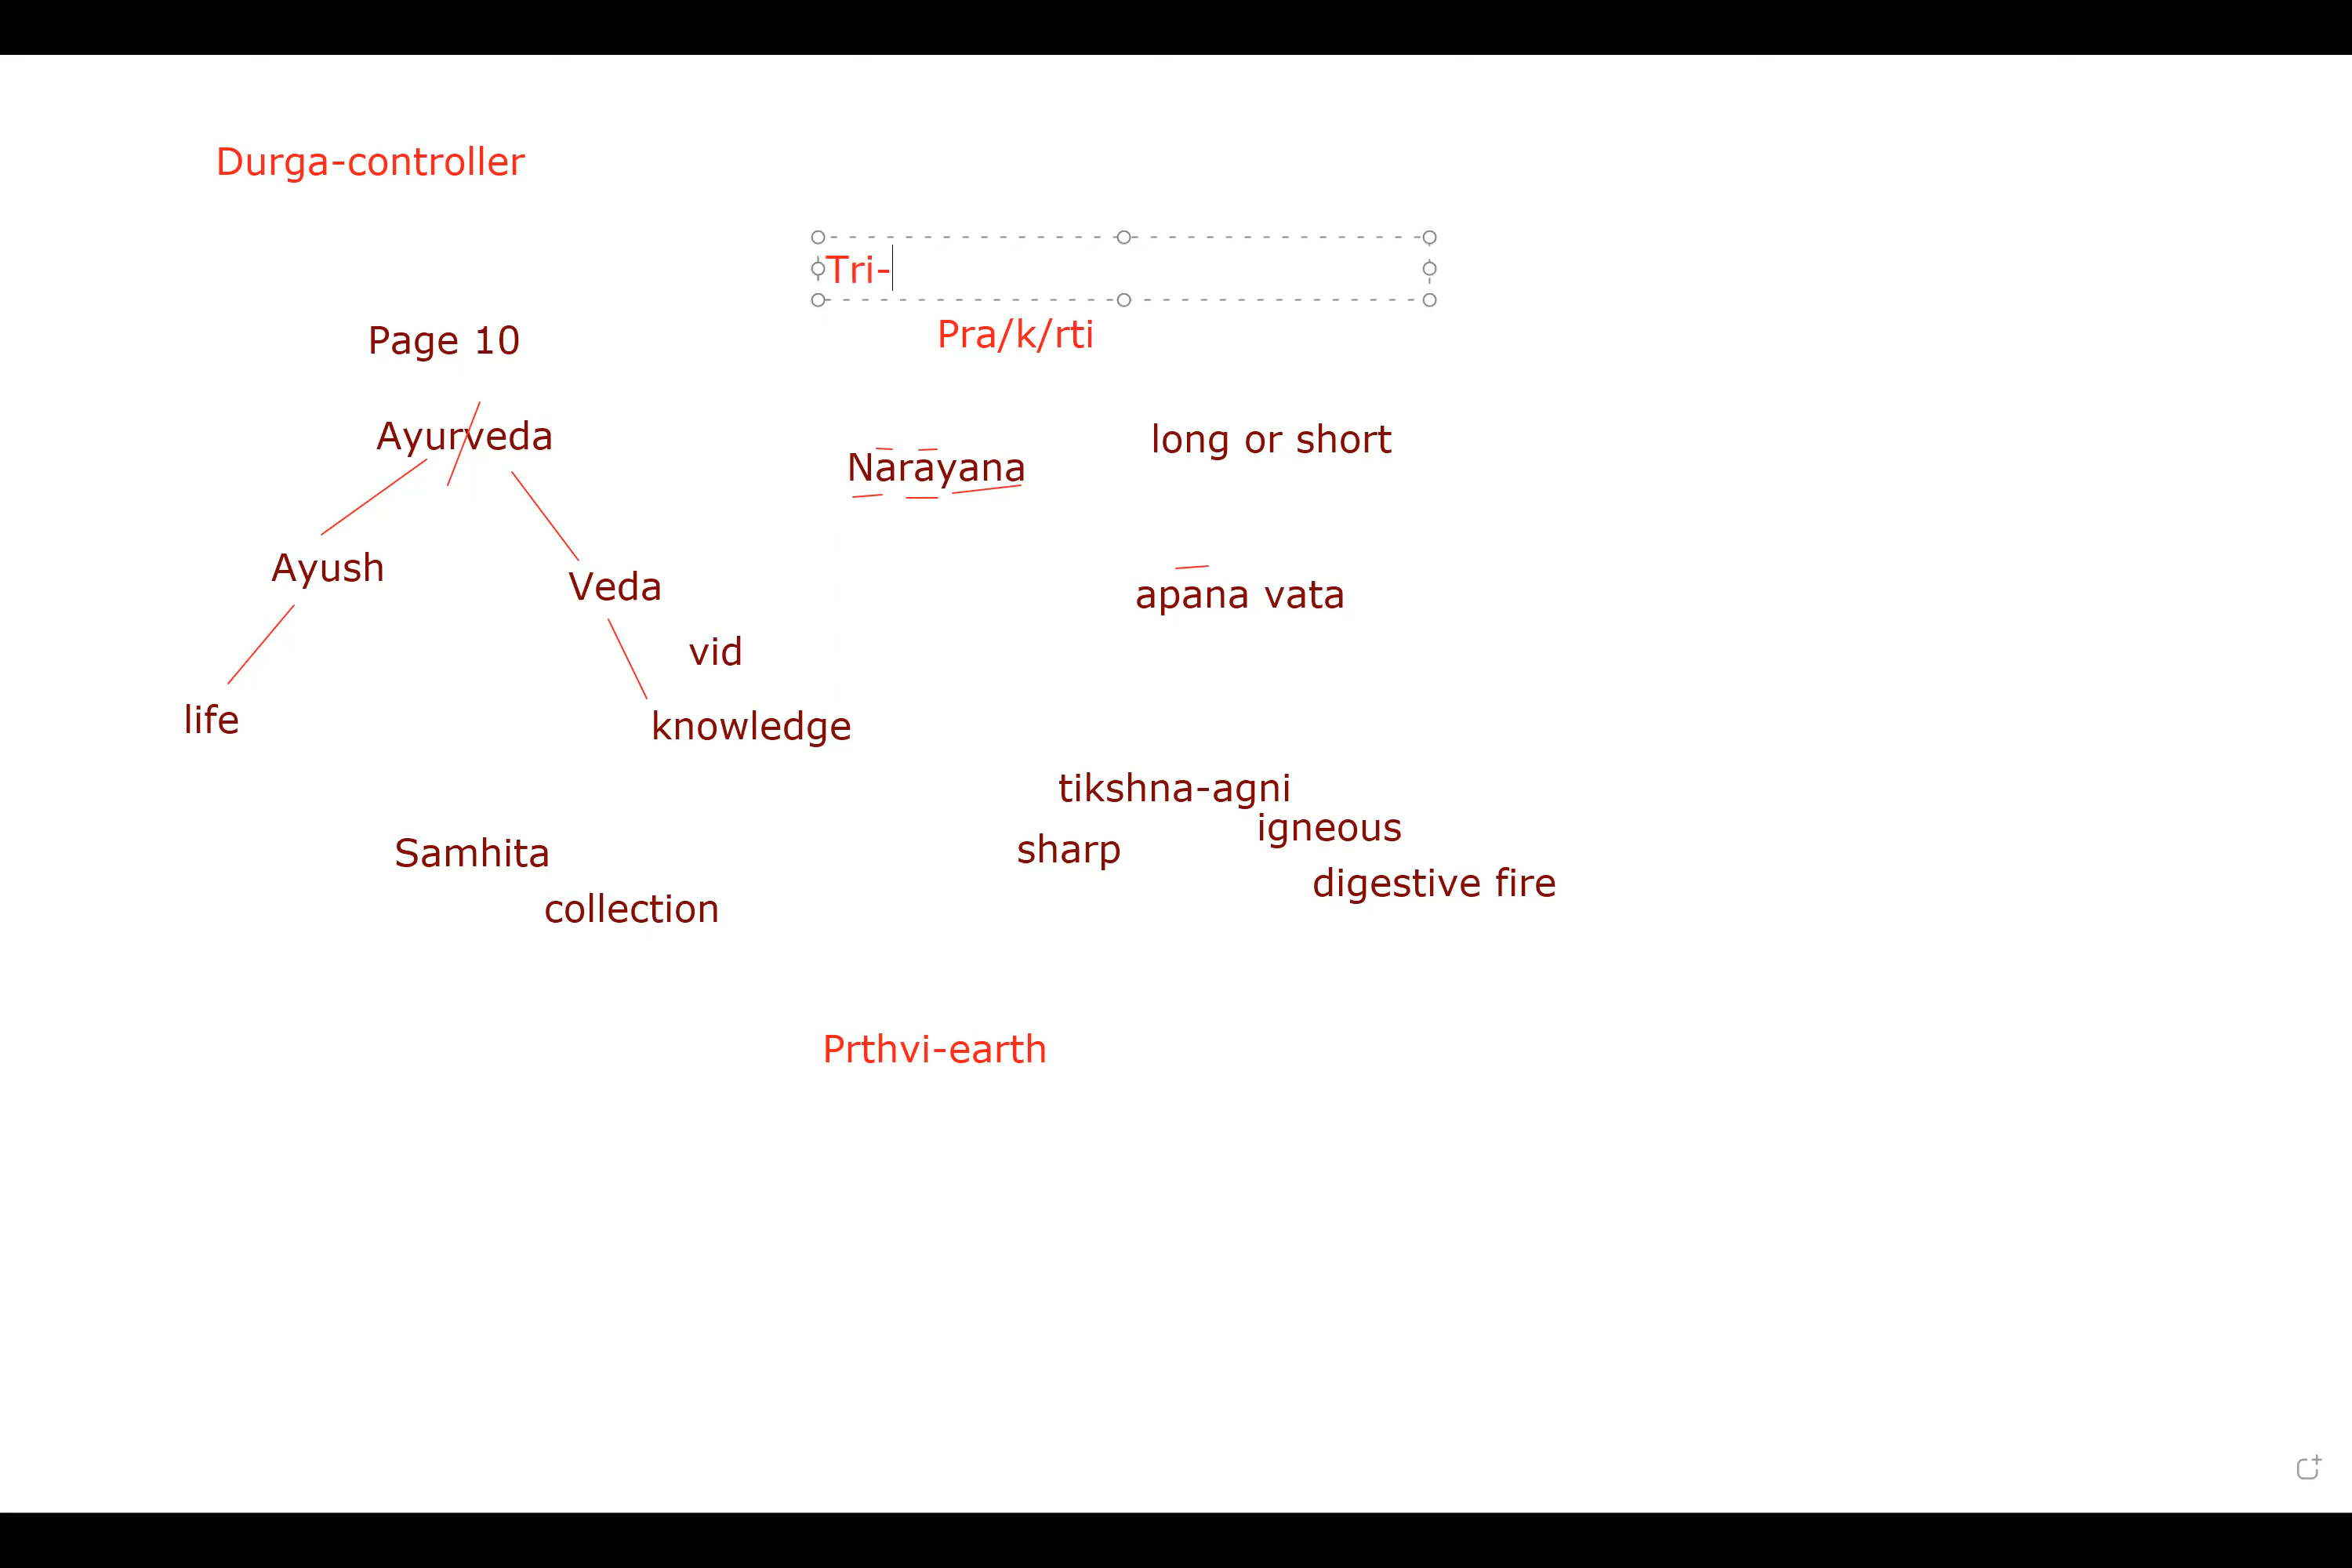 Durga-controller
Tri-
Pra/k/rti
Page 10
Ayurveda
long or short
Narayana
Ayush
Veda
apana vata
vid
life
knowledge
tikshna-agni
igneous
Samhita
sharp
digestive fire
collection
Prthvi-earth